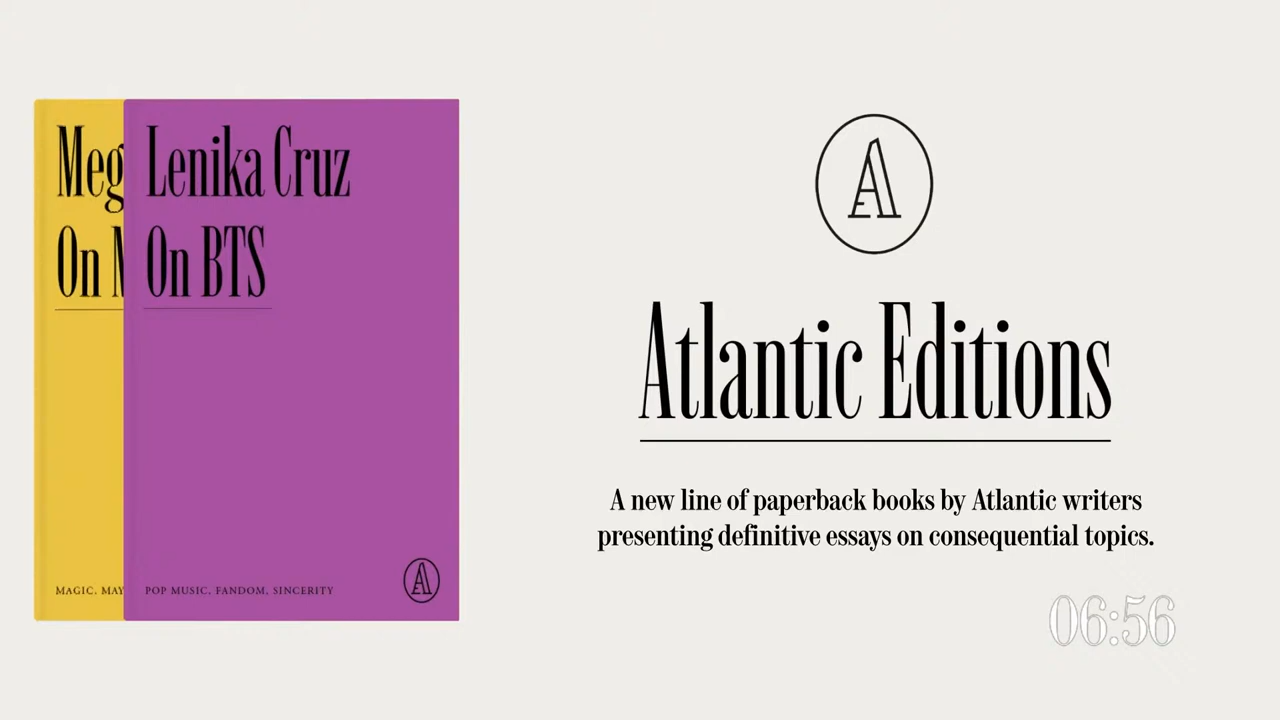 Meg
On
MAGIC. MAY
Lenika Cruz
On BTS
POP MUSIC, FANDOM, SINCERITY
A
A
Atlantic Editions
A new line of paperback books by Atlantic writers
presenting definitive essays on consequential topics.
06:56